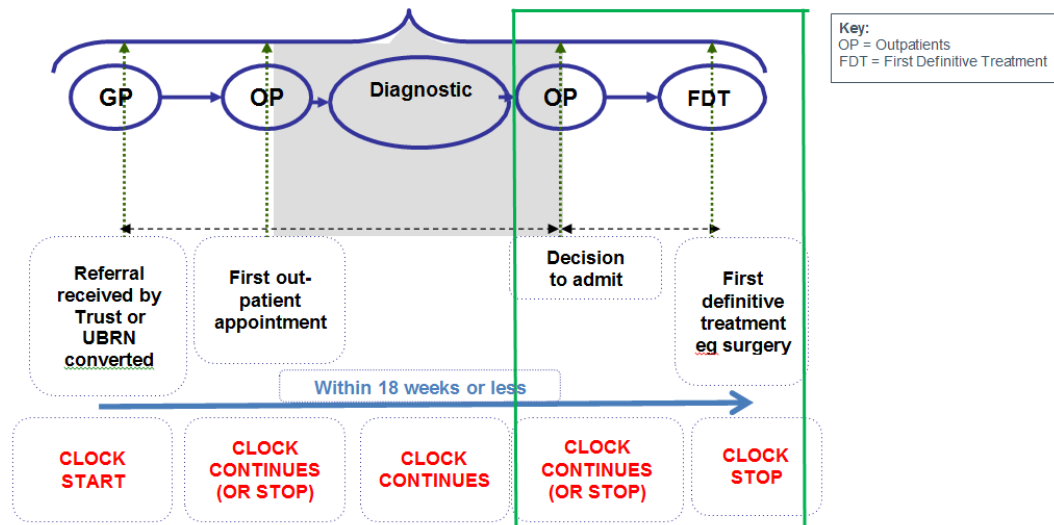 Key:
OP = Outpatients
FDT = First Definitive Treatment
GP
OP
Diagnostic
OP
FDT
Referral
received by
Trust or
UBRN
converted
First out-
patient
appointment
Decision
to admit
First
definitive
treatment
eg surgery
Within 18 weeks or less
CLOCK
START
CLOCK
CONTINUES
(OR STOP)
CLOCK
CONTINUES
CLOCK
CONTINUES
(OR STOP)
CLOCK
STOP